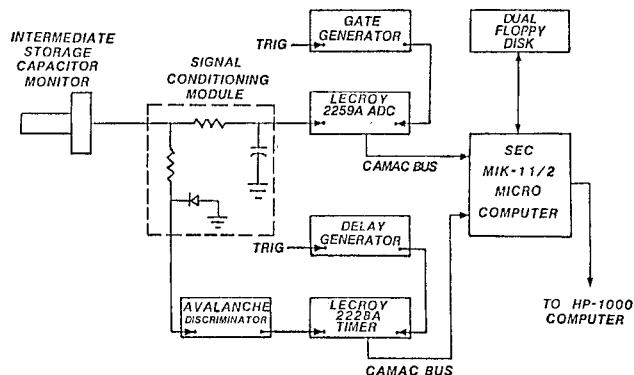 INTERMEDIATE
STORAGE
CAPACITOR
MONITOR
SIGNAL
CONDITIONING
MODULE
TRIG
GATE
GENERATOR
DUAL
FLOPPY
DISK
LECROY
2259A ADC
CAMAC BUS
SEC
MIK-11/2
MICRO
COMPUTER
TRIG
DELAY
GENERATOR
AVALANCHE
DISCRIMINATOR
LECROY
2228A
TIMER
CAMAC BUS
TO HP-1000
COMPUTER